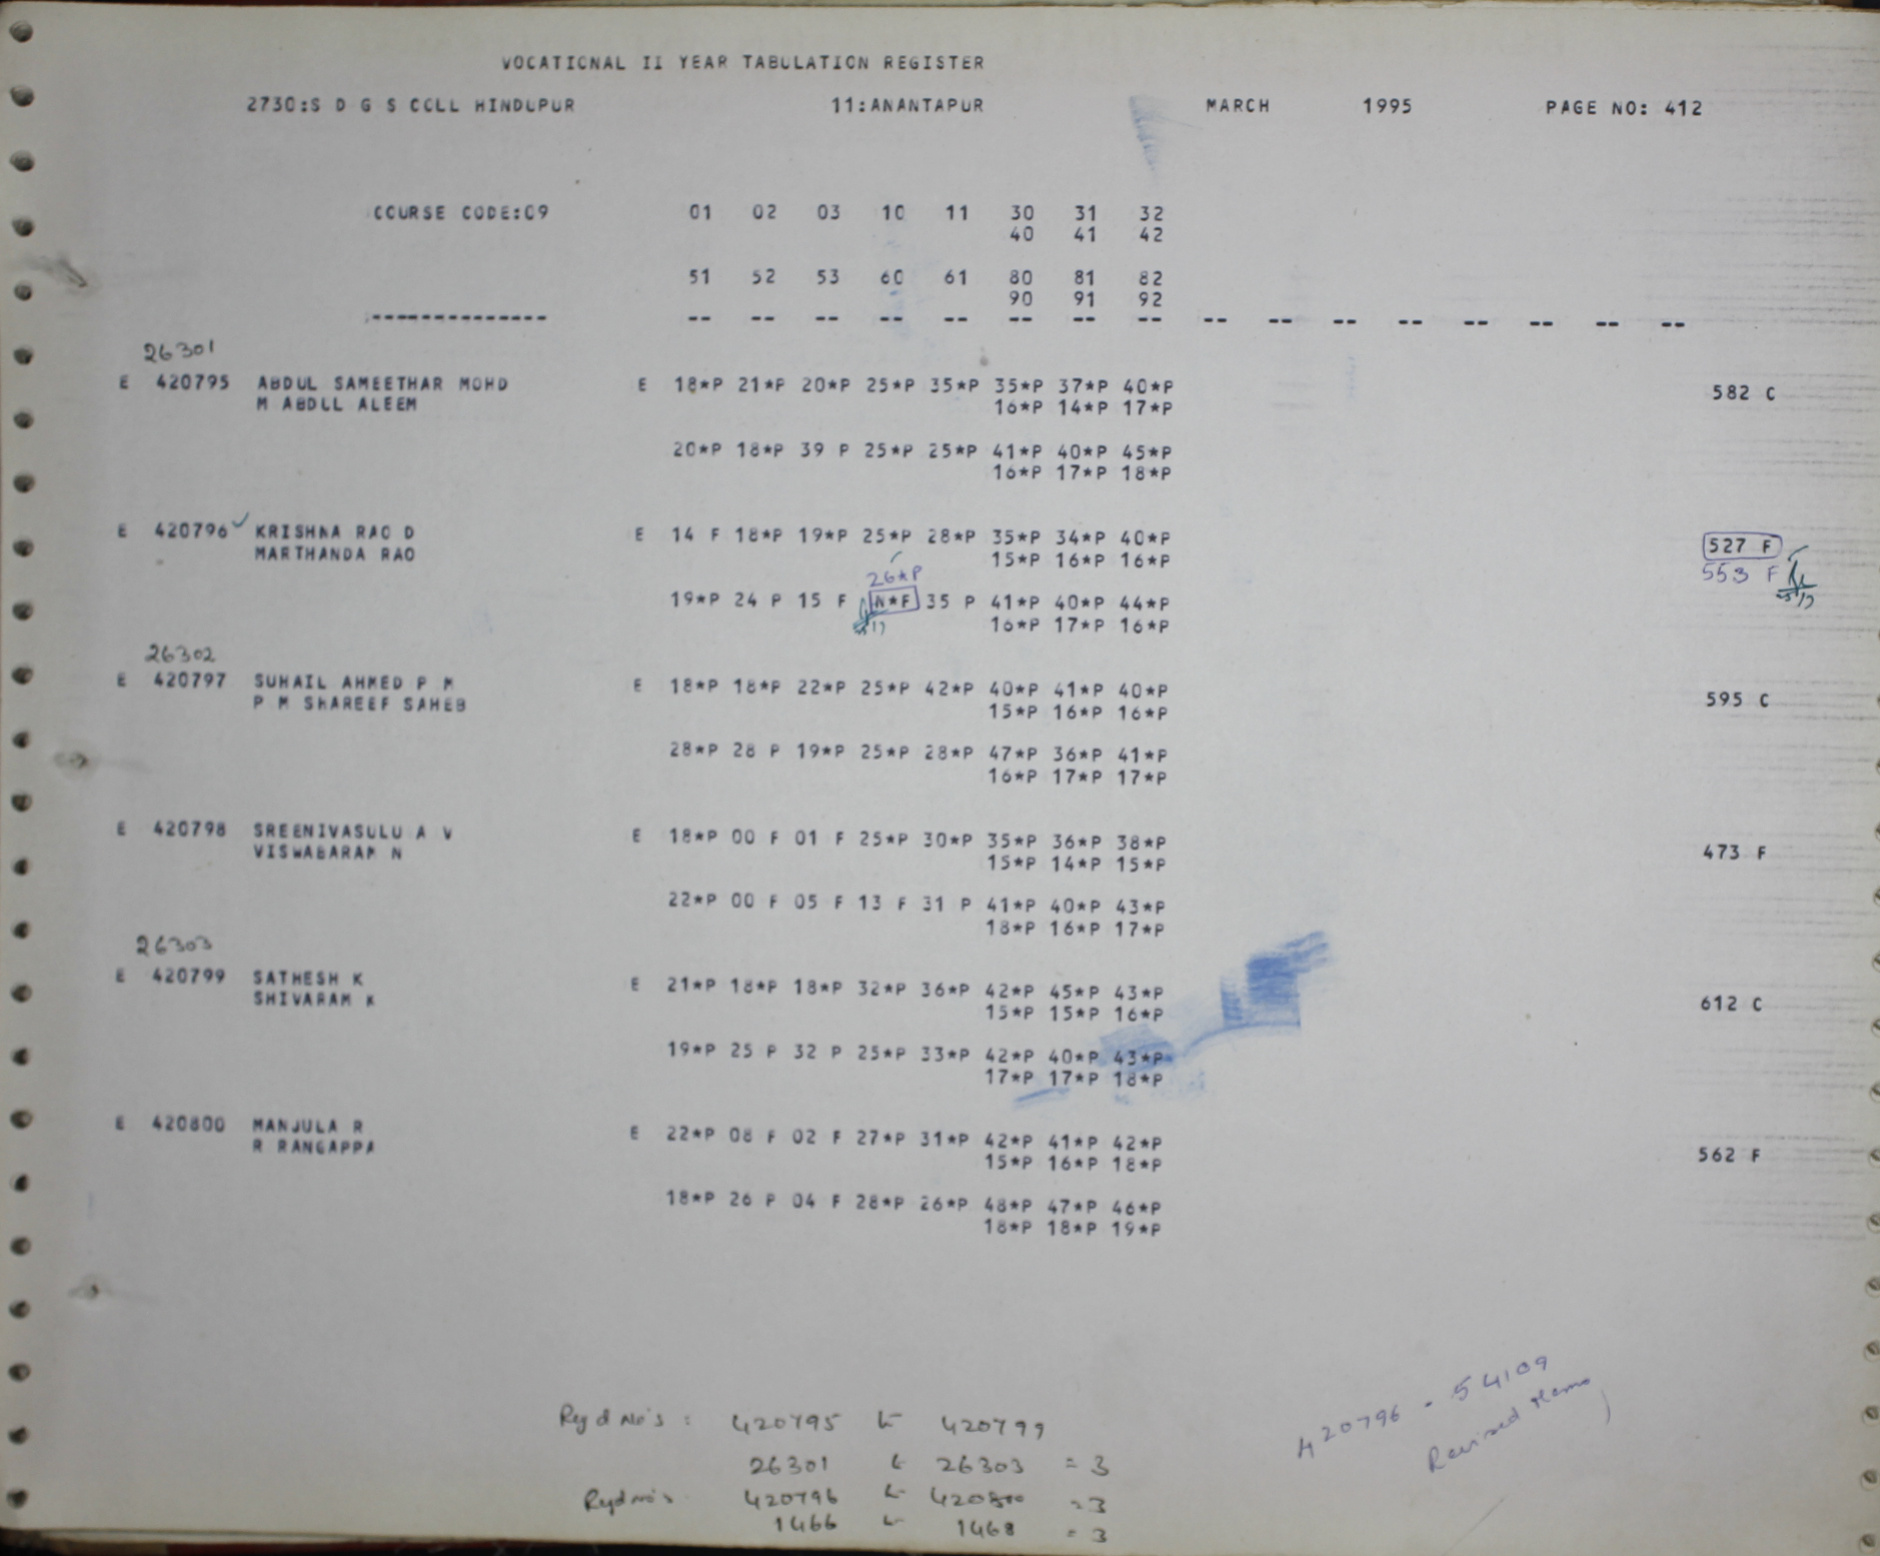 VOCATIONAL II YEAR TABULATION REGISTER
2730:S D G S COLL HINDUPUR 11:ANANTAPUR MARCH 1995 PAGE NO: 412
COURSE CODE:09 01 02 03 10 11 30 31 32
40 41 42
51 52 53 60 61 80 81 82
90 91 92
-------------- -- -- -- -- -- -- -- -- -- -- -- -- -- -- -- --
26301
E 420795 ABDUL SAMEETHAR MOHD E 18*P 21*P 20*P 25*P 35*P 35*P 37*P 40*P 582 C
M ABDUL ALEEM 16*P 14*P 17*P
20*P 18*P 39 P 25*P 25*P 41*P 40*P 45*P
16*P 17*P 18*P
E 420796 ✓ KRISHNA RAO D E 14 F 18*P 19*P 25*P 28*P 35*P 34*P 40*P 527 F
MARTHANDA RAO 15*P 16*P 16*P
26*P 553 F
19*P 24 P 15 F N*F 35 P 41*P 40*P 44*P
16*P 17*P 16*P
26302
E 420797 SUHAIL AHMED P M E 18*P 18*P 22*P 25*P 42*P 40*P 41*P 40*P 595 C
P M SHAREEF SAHEB 15*P 16*P 16*P
28*P 28 P 19*P 25*P 28*P 47*P 36*P 41*P
16*P 17*P 17*P
E 420798 SREENIVASULU A V E 18*P 00 F 01 F 25*P 30*P 35*P 36*P 38*P 473 F
VISWABARAM N 15*P 14*P 15*P
22*P 00 F 05 F 13 F 31 P 41*P 40*P 43*P
18*P 16*P 17*P
26303
E 420799 SATHESH K E 21*P 18*P 18*P 32*P 36*P 42*P 45*P 43*P 612 C
SHIVARAM K 15*P 15*P 16*P
19*P 25 P 32 P 25*P 33*P 42*P 40*P 43*P
17*P 17*P 18*P
E 420800 MANJULA R E 22*P 08 F 02 F 27*P 31*P 42*P 41*P 42*P 562 F
R RANGAPPA 15*P 16*P 18*P
18*P 26 P 04 F 28*P 26*P 48*P 47*P 46*P
18*P 18*P 19*P
Regd No's : 420795 420799
26301 26303 = 3
Regd No's 420796 420800 = 3
1466 1468 = 3
420796 - 54109
Revised Memo